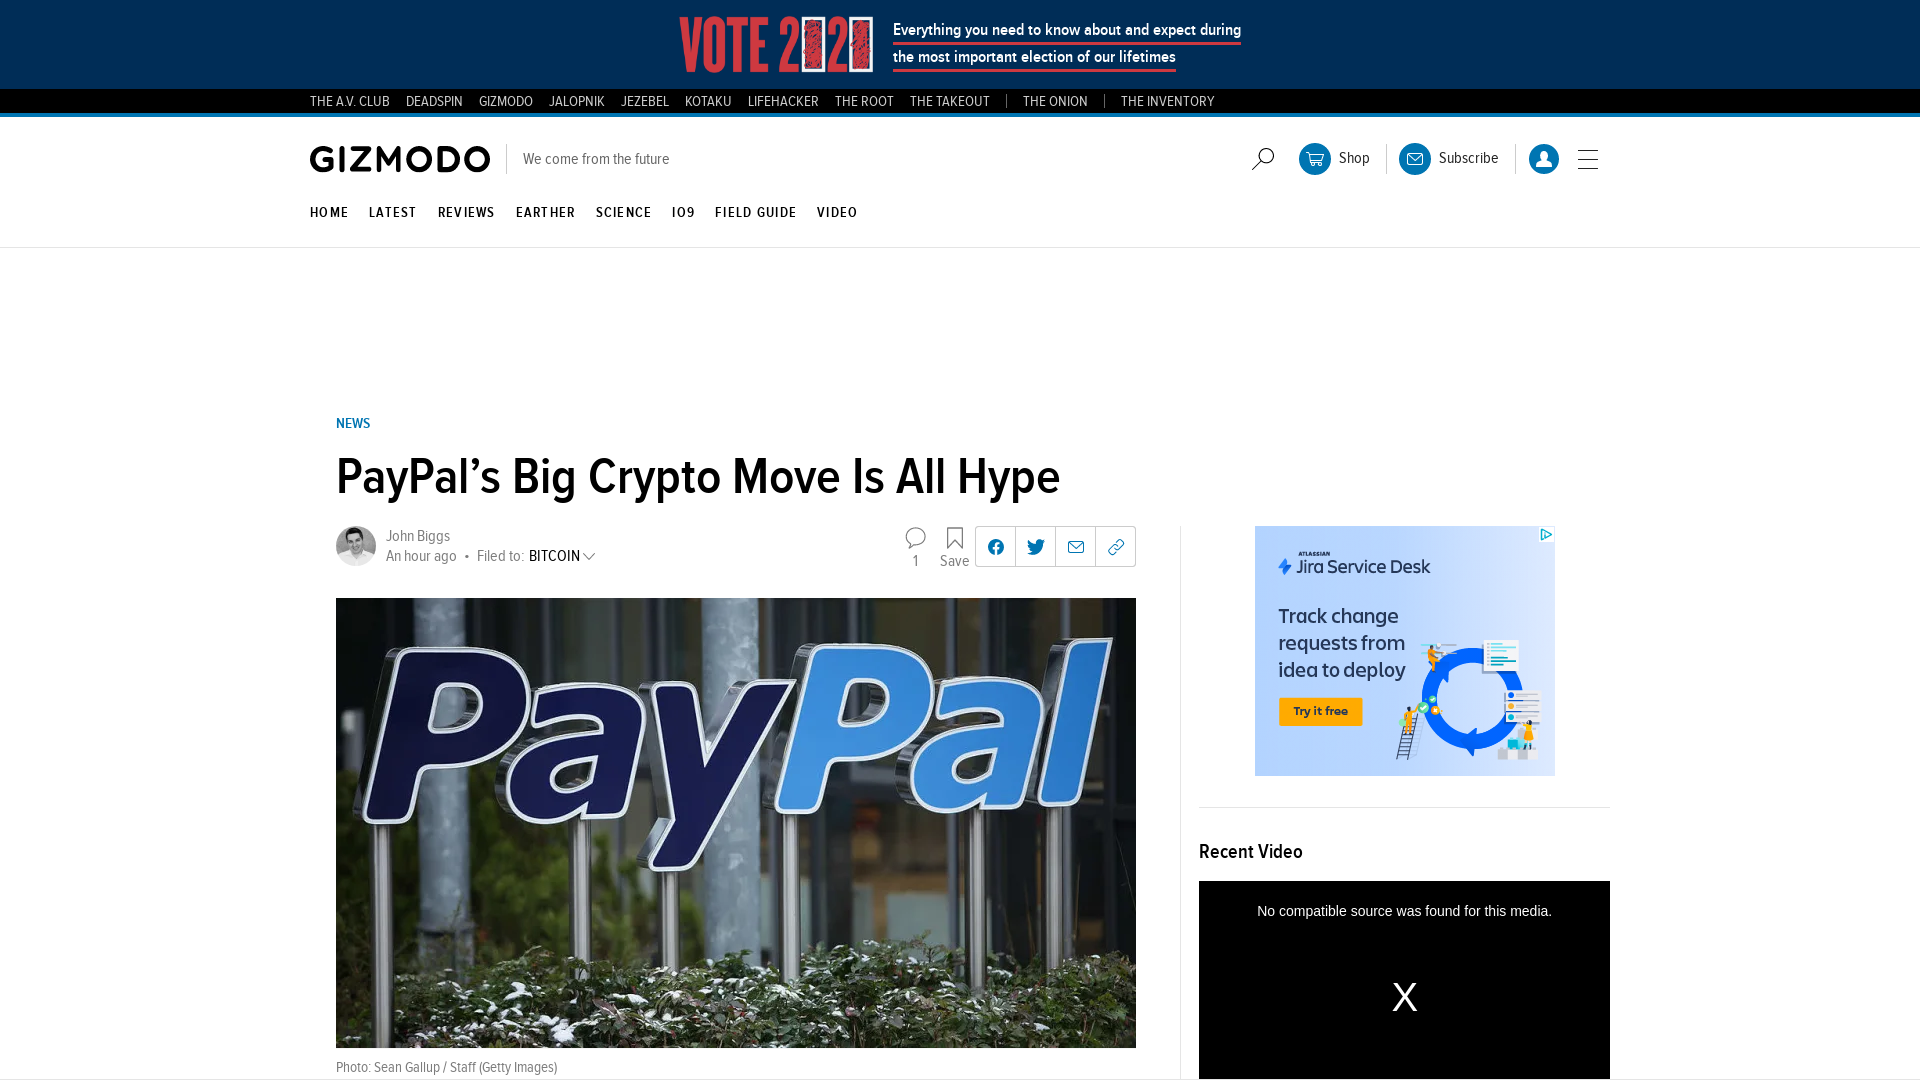 VOTE 2020
Everything you need to know about and expect during
the most important election of our lifetimes
THE A.V. CLUB DEADSPIN GIZMODO JALOPNIK JEZEBEL KOTAKU LIFEHACKER THE ROOT THE TAKEOUT THE ONION THE INVENTORY
GIZMODO We come from the future Shop Subscribe
HOME LATEST REVIEWS EARTHER SCIENCE IO9 FIELD GUIDE VIDEO
NEWS
PayPal’s Big Crypto Move Is All Hype
John Biggs
An hour ago • Filed to: BITCOIN
1 Save
PayPal
Photo: Sean Gallup / Staff (Getty Images)
ATLASSIAN
Jira Service Desk
Track change
requests from
idea to deploy
Try it free
Recent Video
No compatible source was found for this media.
X